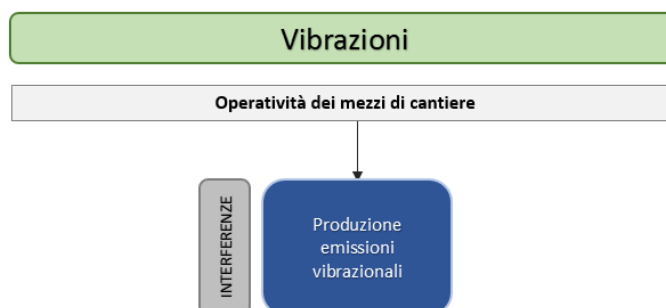 Vibrazioni
Operatività dei mezzi di cantiere
INTERFERENZE
Produzione
emissioni
vibrazionali